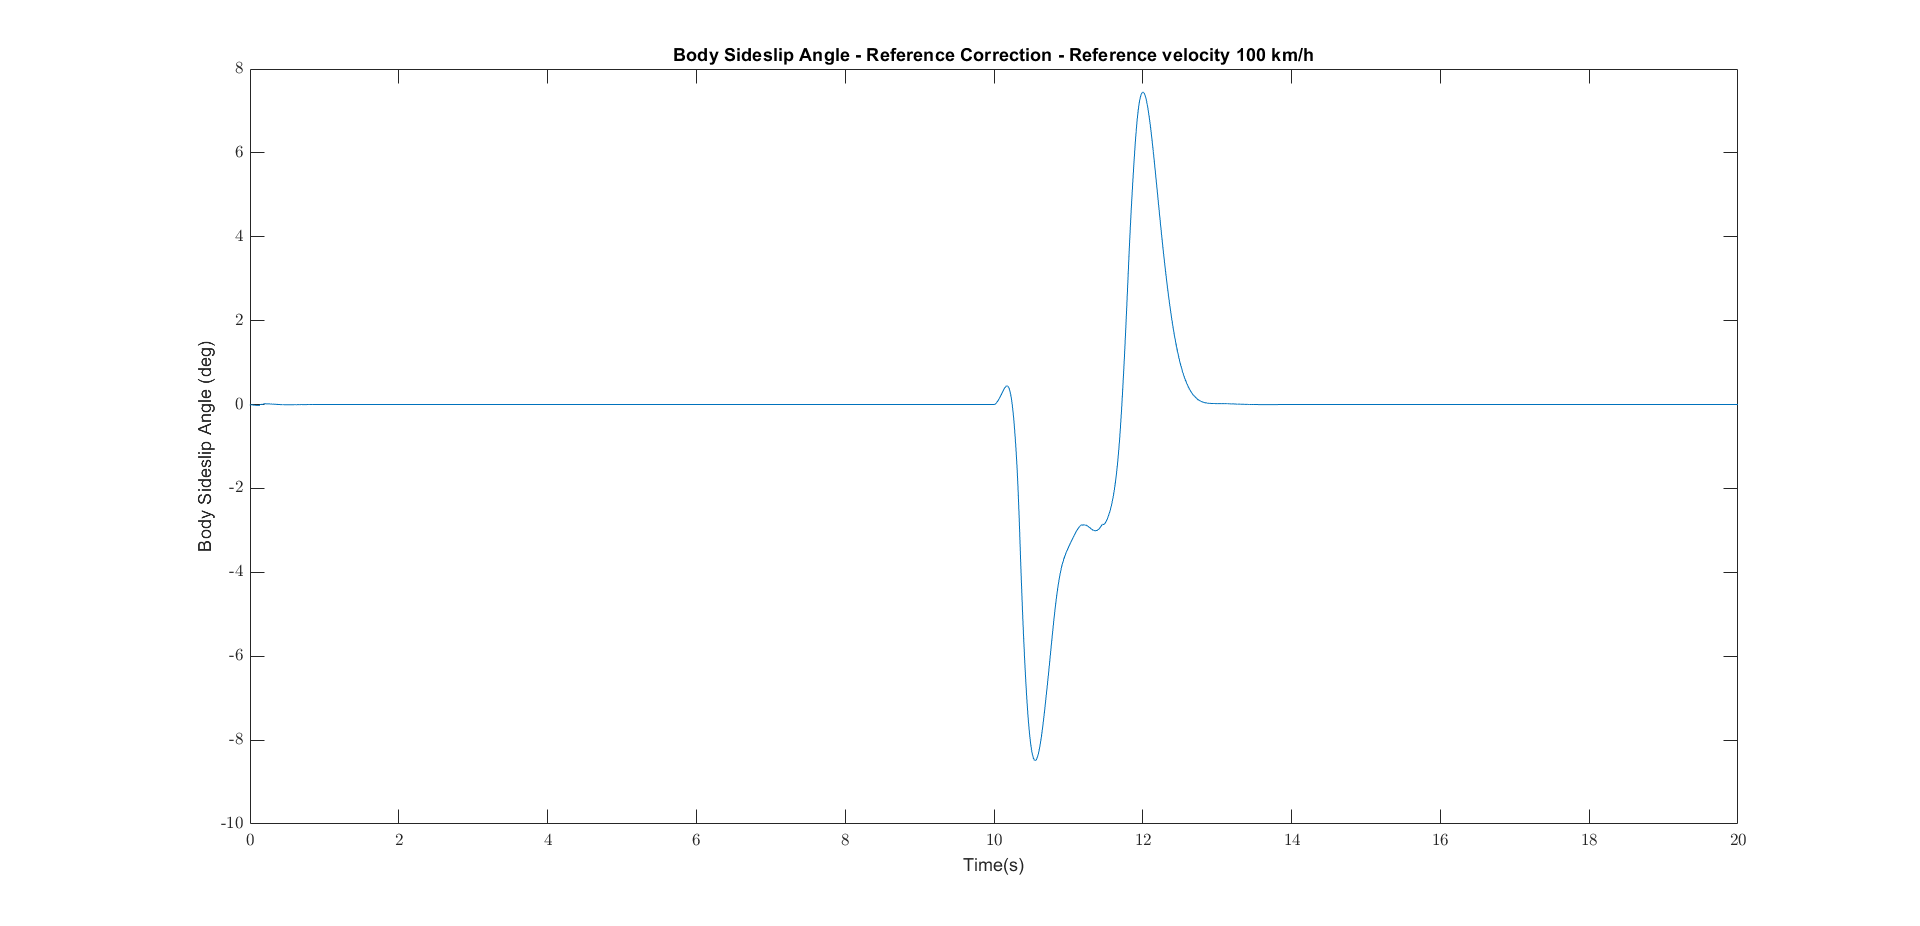 Body Sideslip Angle - Reference Correction - Reference velocity 100 km/h
8
6
4
2
0
-2
-4
-6
-8
-10
Body Sideslip Angle (deg)
0 2 4 6 8 10 12 14 16 18 20
Time(s)